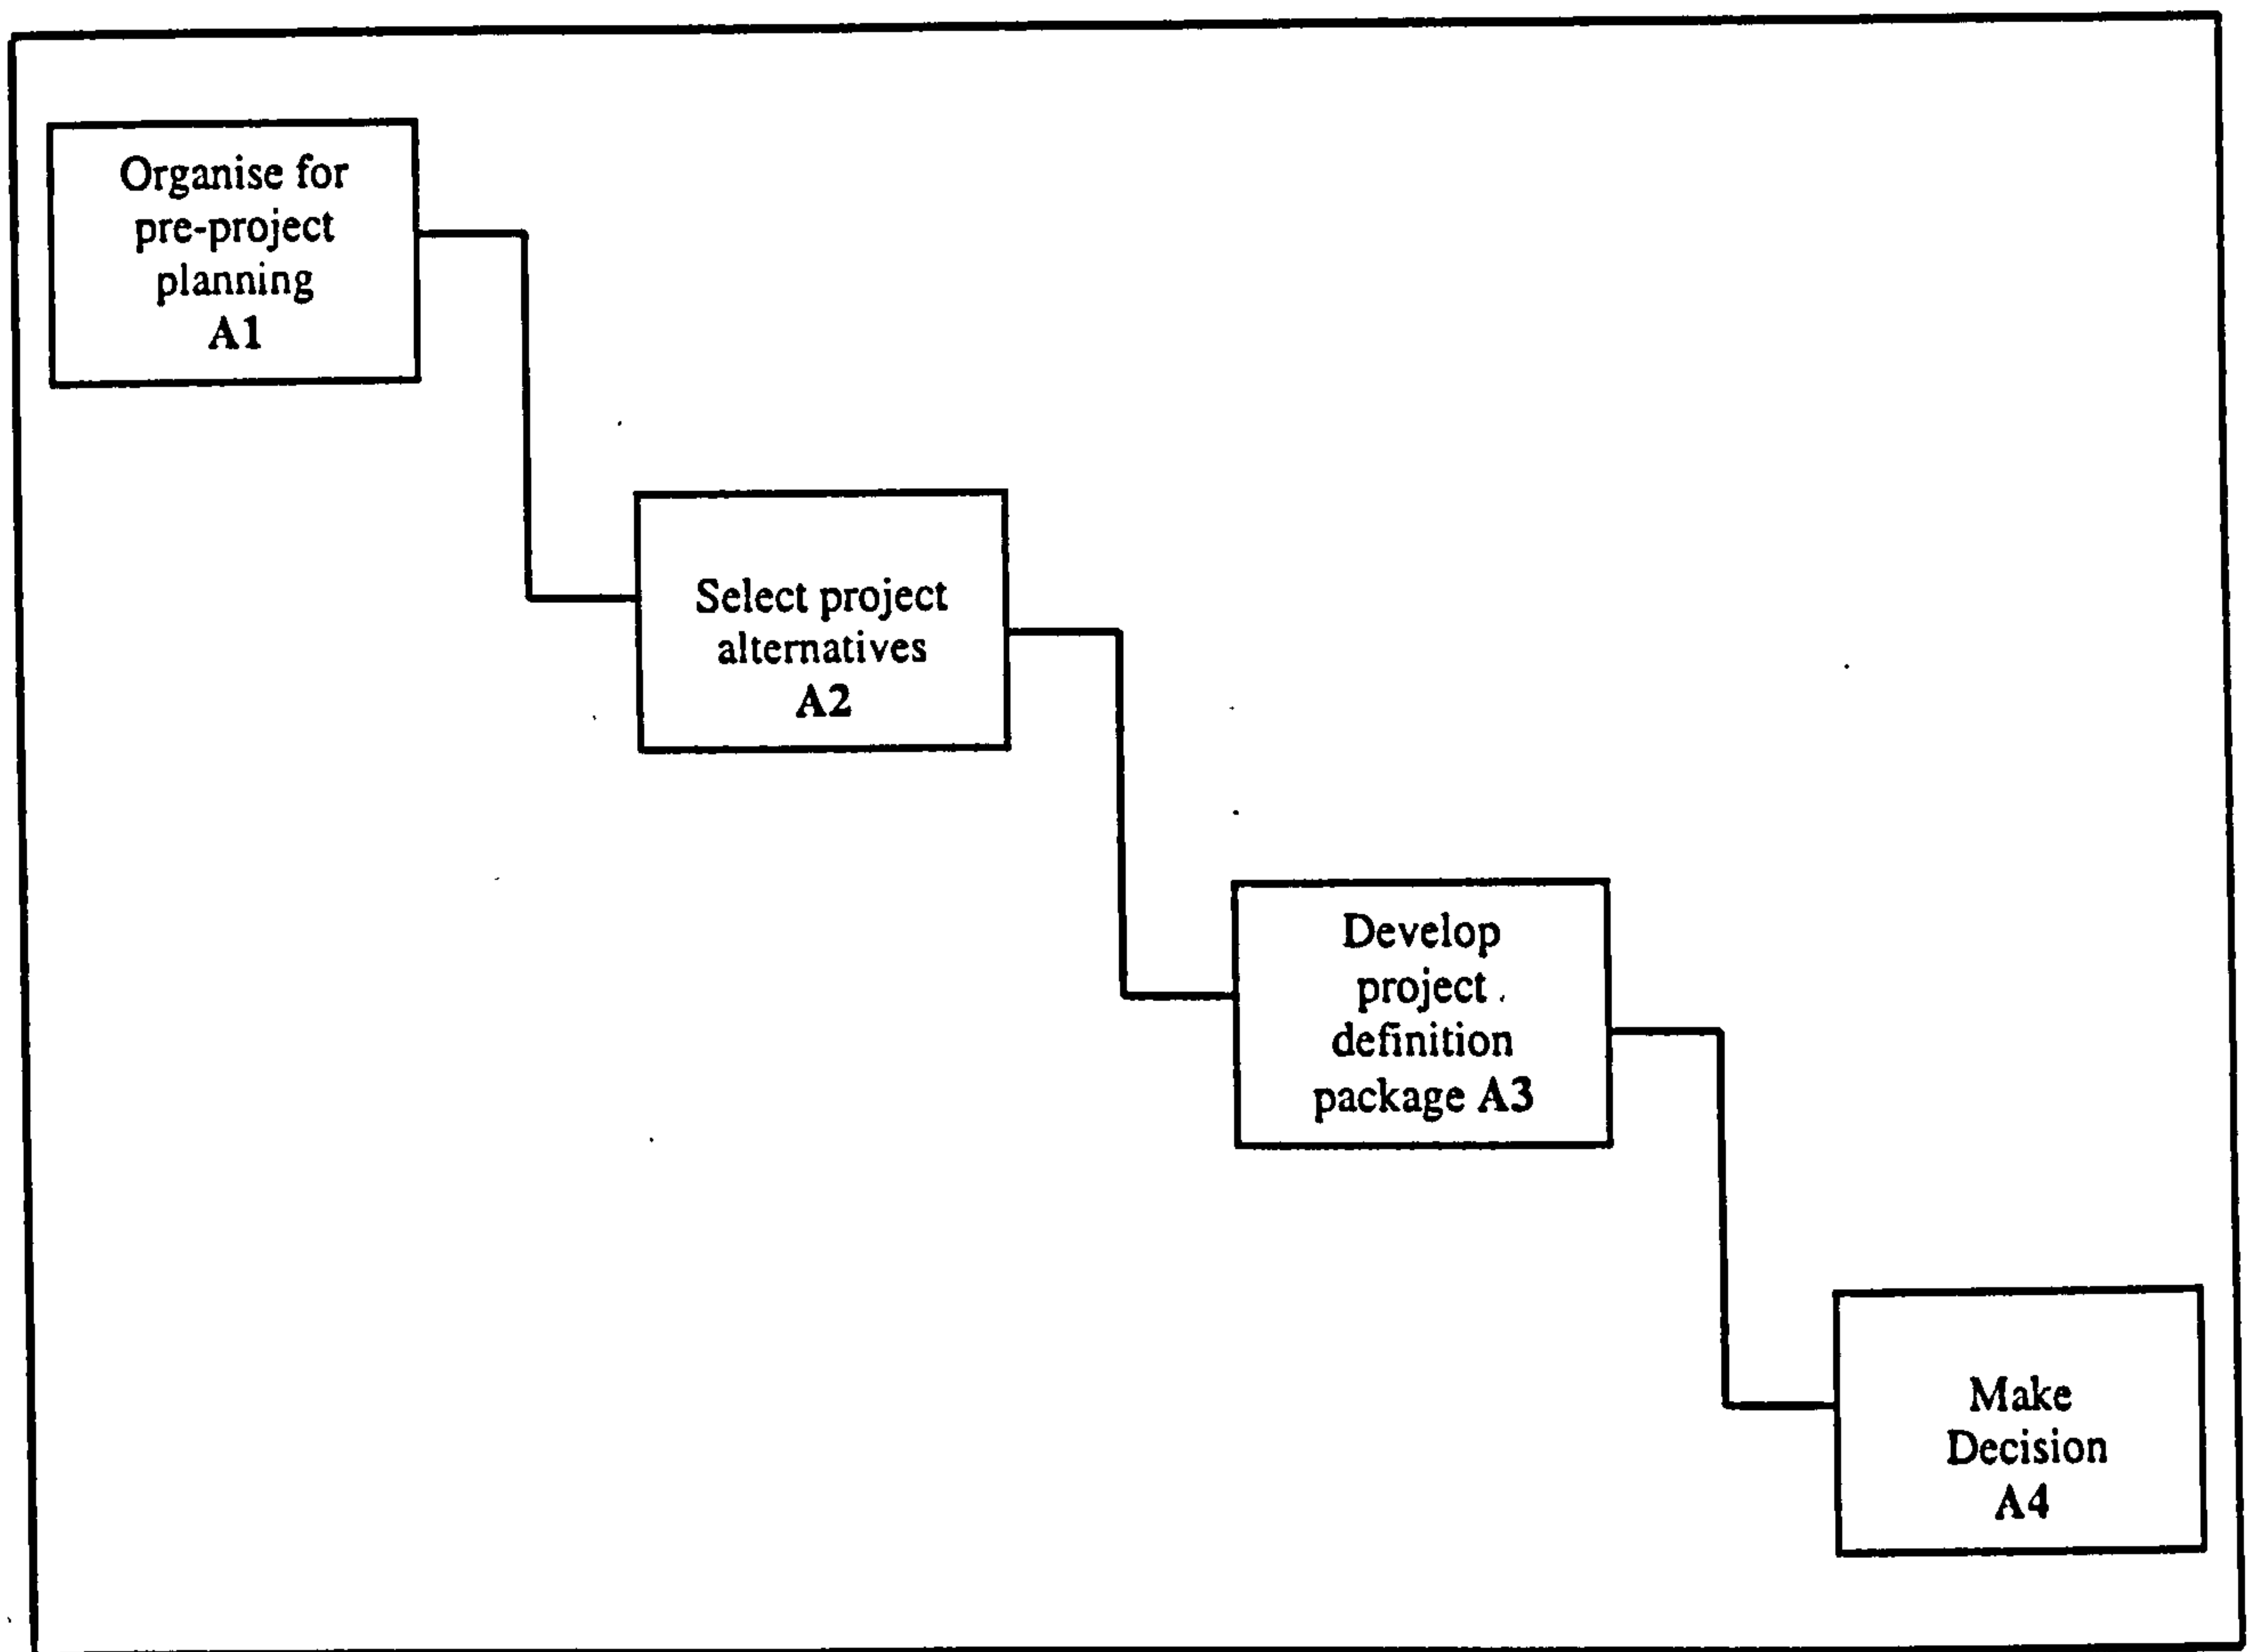 Organise for
pre-project
planning
A1
Select project
alternatives
A2
Develop
project
definition
package A3
Make
Decision
A4